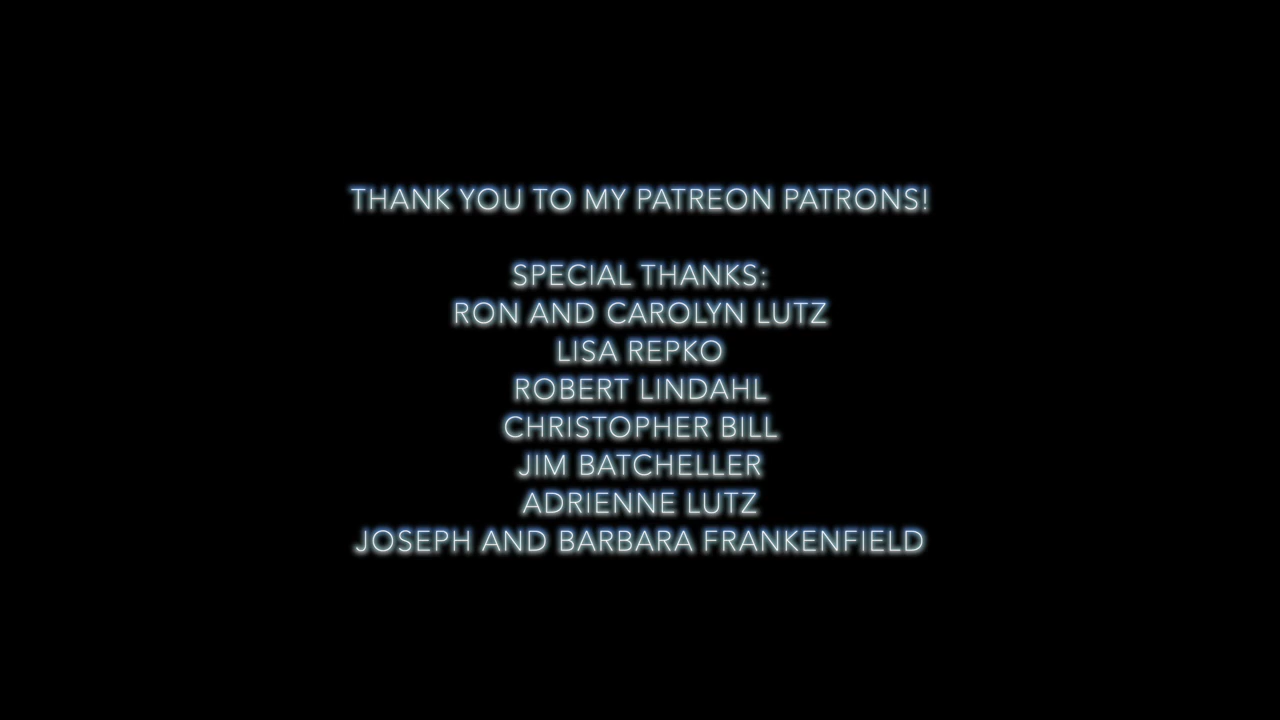 THANK YOU TO MY PATREON PATRONS!
SPECIAL THANKS:
RON AND CAROLYN LUTZ
LISA REPKO
ROBERT LINDAHL
CHRISTOPHER BILL
JIM BATCHELLER
ADRIENNE LUTZ
JOSEPH AND BARBARA FRANKENFIELD